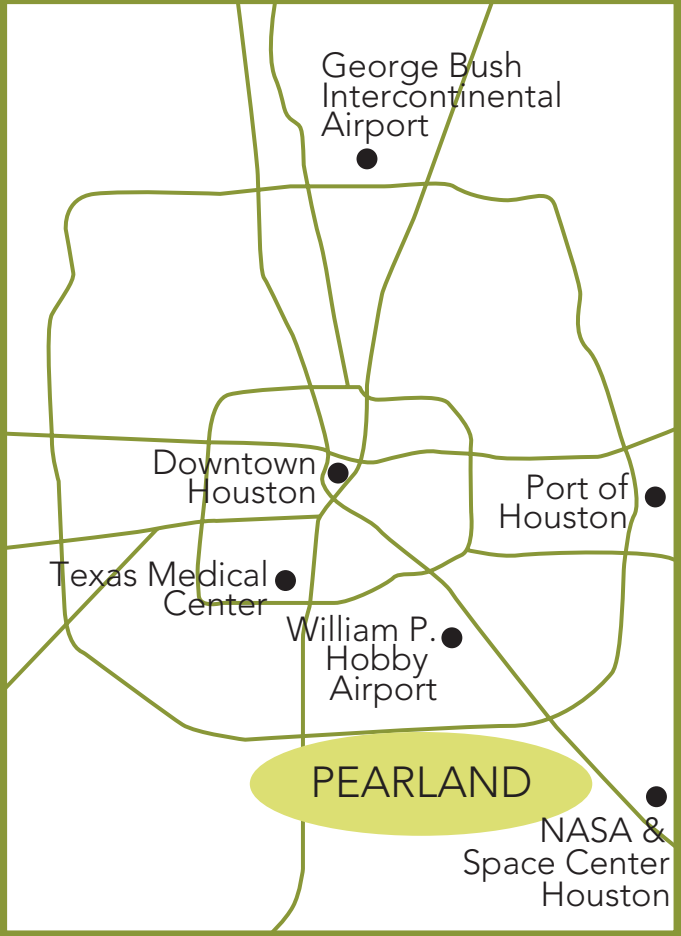 George Bush
Intercontinental
Airport
Downtown
Houston
Port of
Houston
Texas Medical
Center
William P.
Hobby
Airport
PEARLAND
NASA &
Space Center
Houston